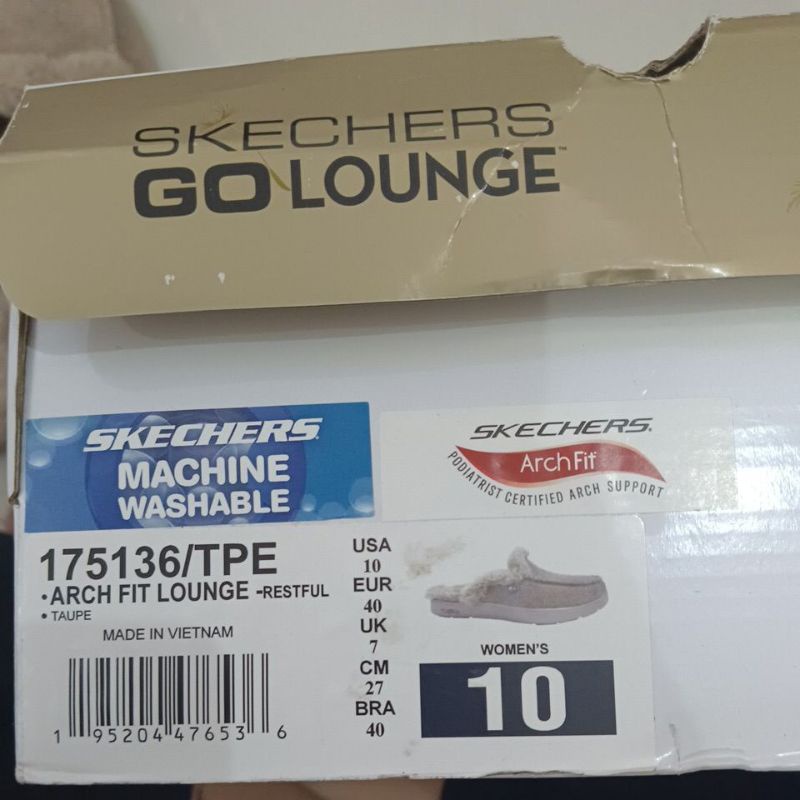 SKECHERS
GO LOUNGE™
SKECHERS
MACHINE
WASHABLE
SKECHERS.
Arch Fit
PODIATRIST CERTIFIED ARCH SUPPORT
175136/TPE
•ARCH FIT LOUNGE -RESTFUL
• TAUPE
MADE IN VIETNAM
1 95204 47653 6
USA
10
EUR
40
UK
7
CM
27
BRA
40
WOMEN'S
10